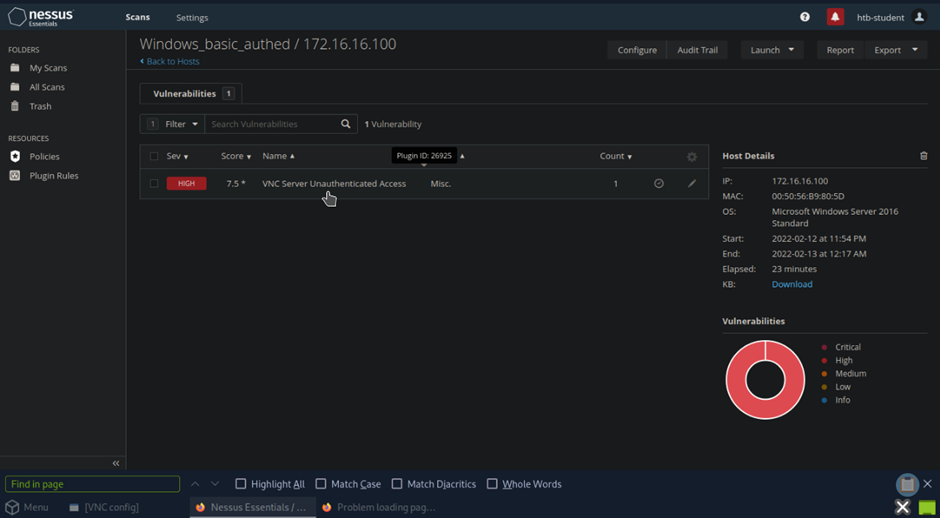 nessus
Essentials
Scans
Settings
htb-student
FOLDERS
My Scans
All Scans
Trash
RESOURCES
Policies
Plugin Rules
Windows_basic_authed / 172.16.16.100
Back to Hosts
Configure
Audit Trail
Launch
Report
Export
Vulnerabilities 1
1 Filter
Search Vulnerabilities
1 Vulnerability
Sev
Score
Name
Plugin ID: 26925
Count
HIGH
7.5 *
VNC Server Unauthenticated Access
Misc.
1
Host Details
IP: 172.16.16.100
MAC: 00:50:56:B9:80:5D
OS: Microsoft Windows Server 2016
Standard
Start: 2022-02-12 at 11:54 PM
End: 2022-02-13 at 12:17 AM
Elapsed: 23 minutes
KB: Download
Vulnerabilities
Critical
High
Medium
Low
Info
Find in page
Highlight All
Match Case
Match Diacritics
Whole Words
Menu
[VNC config]
Nessus Essentials / ...
Problem loading pag...